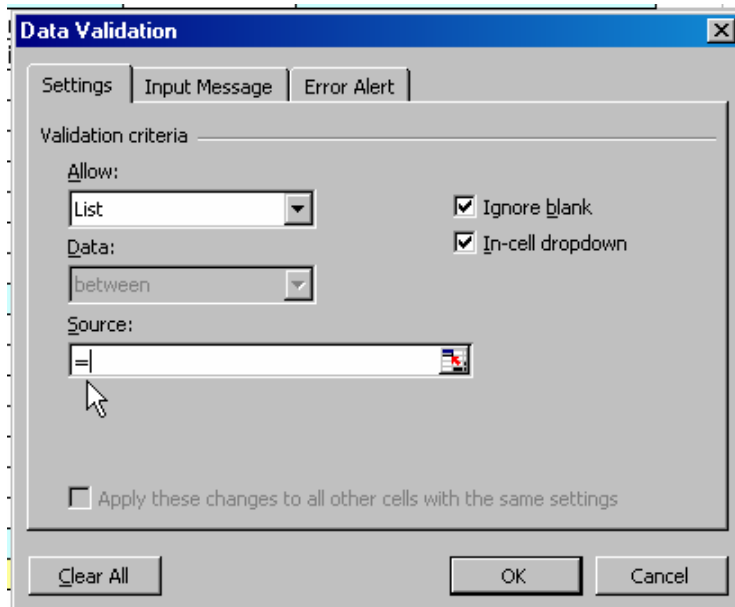 Data Validation
Settings Input Message Error Alert
Validation criteria
Allow:
List
Ignore blank
Data:
In-cell dropdown
between
Source:
=
Apply these changes to all other cells with the same settings
Clear All OK Cancel